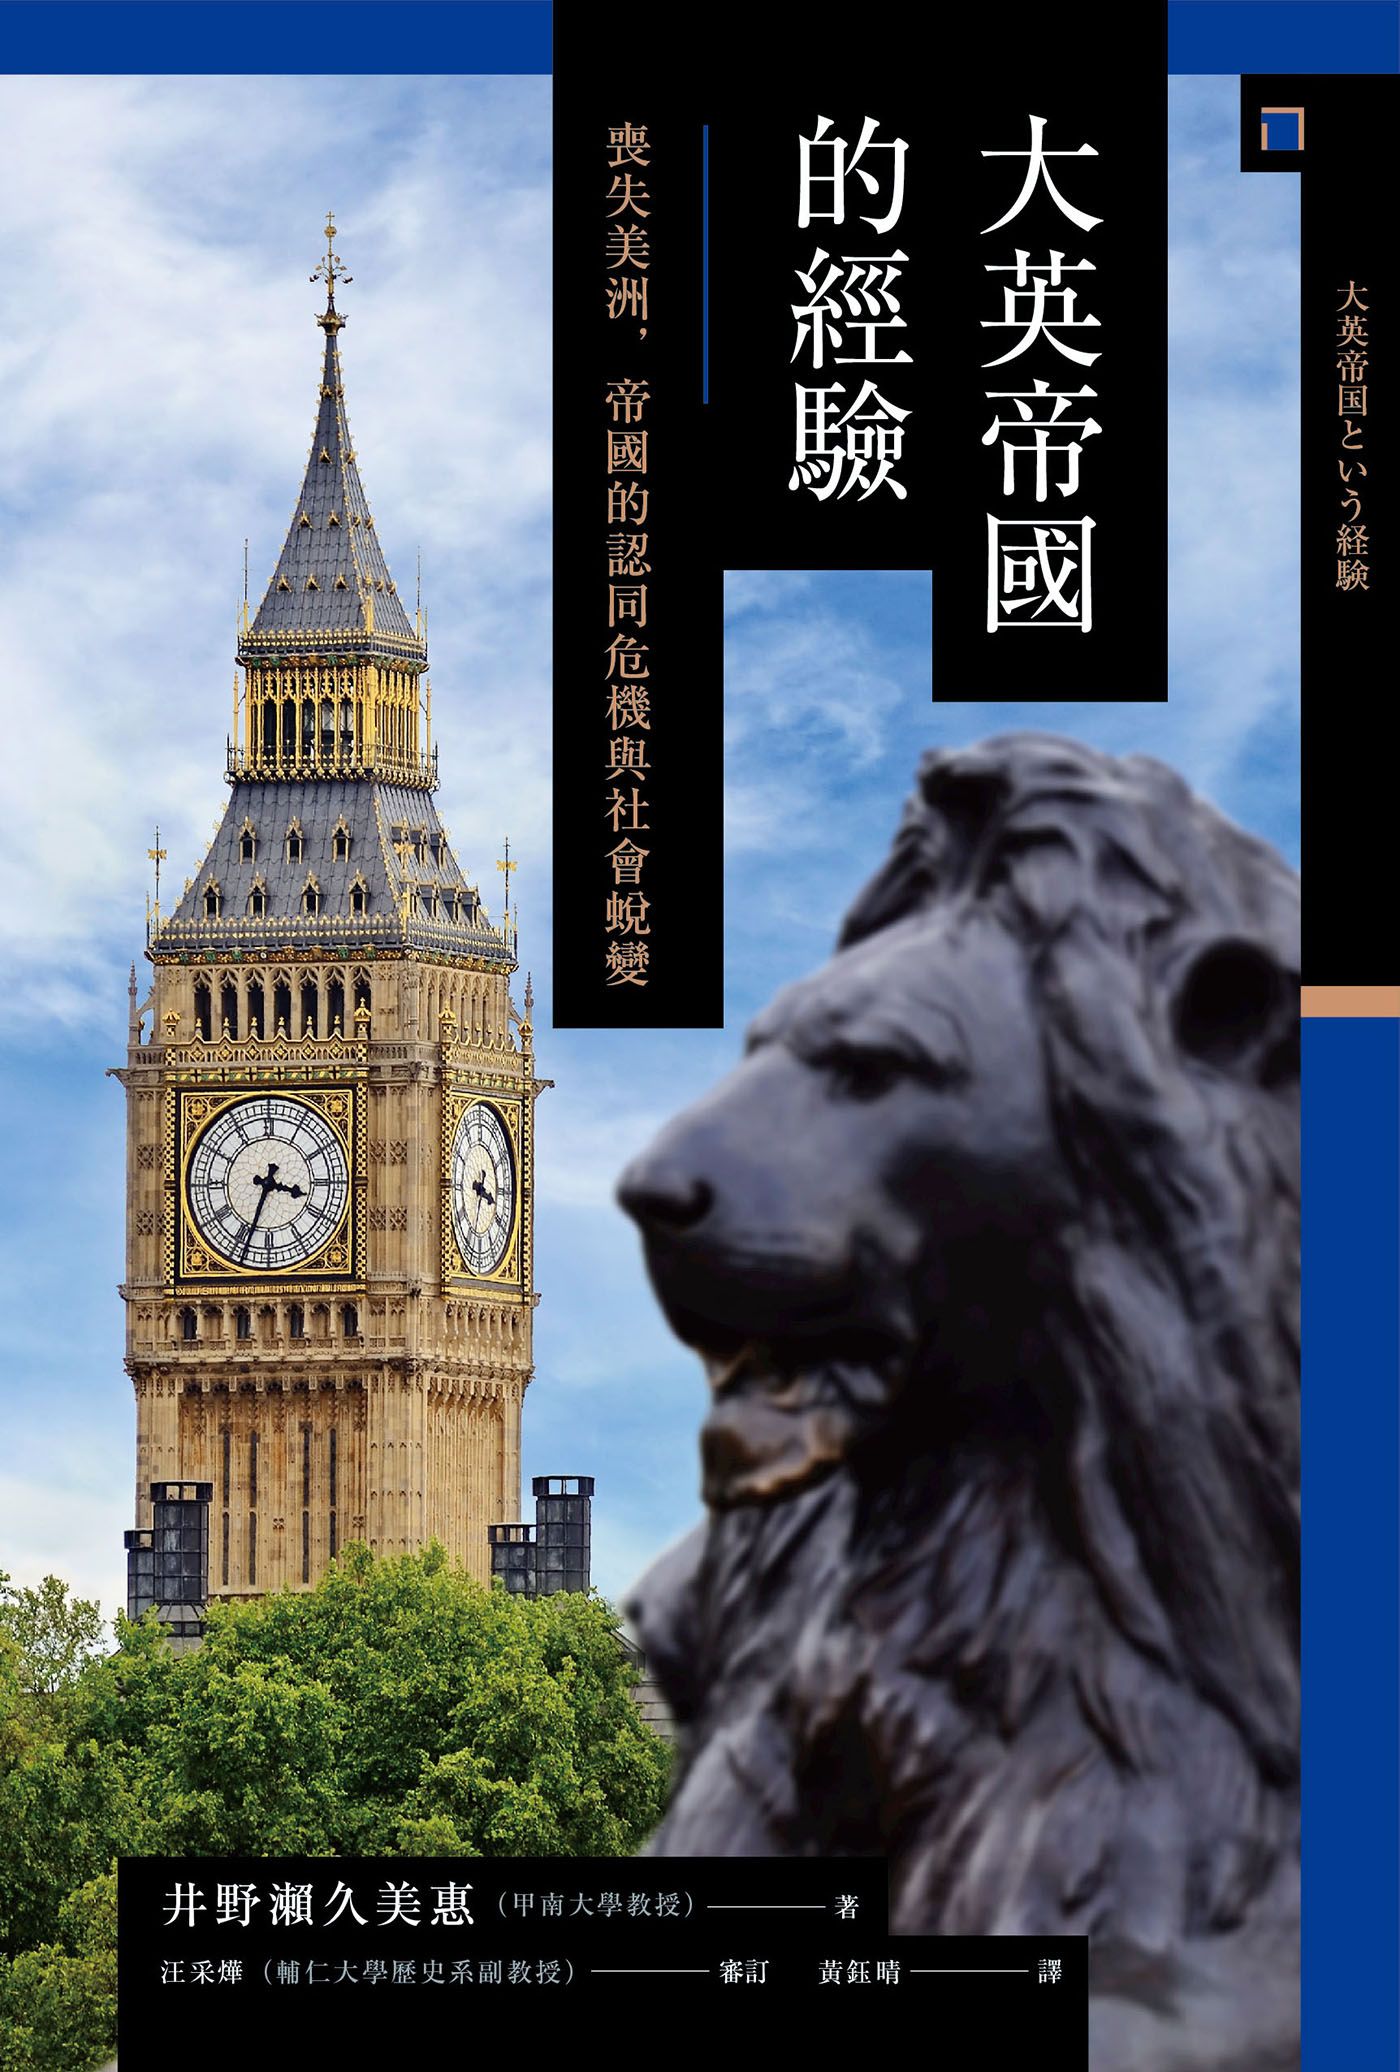 大英帝国という経験
大英帝國
的經驗
喪失美洲，帝國的認同危機與社會蛻變
井野瀨久美惠（甲南大學教授）——著
汪采燁（輔仁大學歷史系副教授）——審訂　黃鈺晴——譯